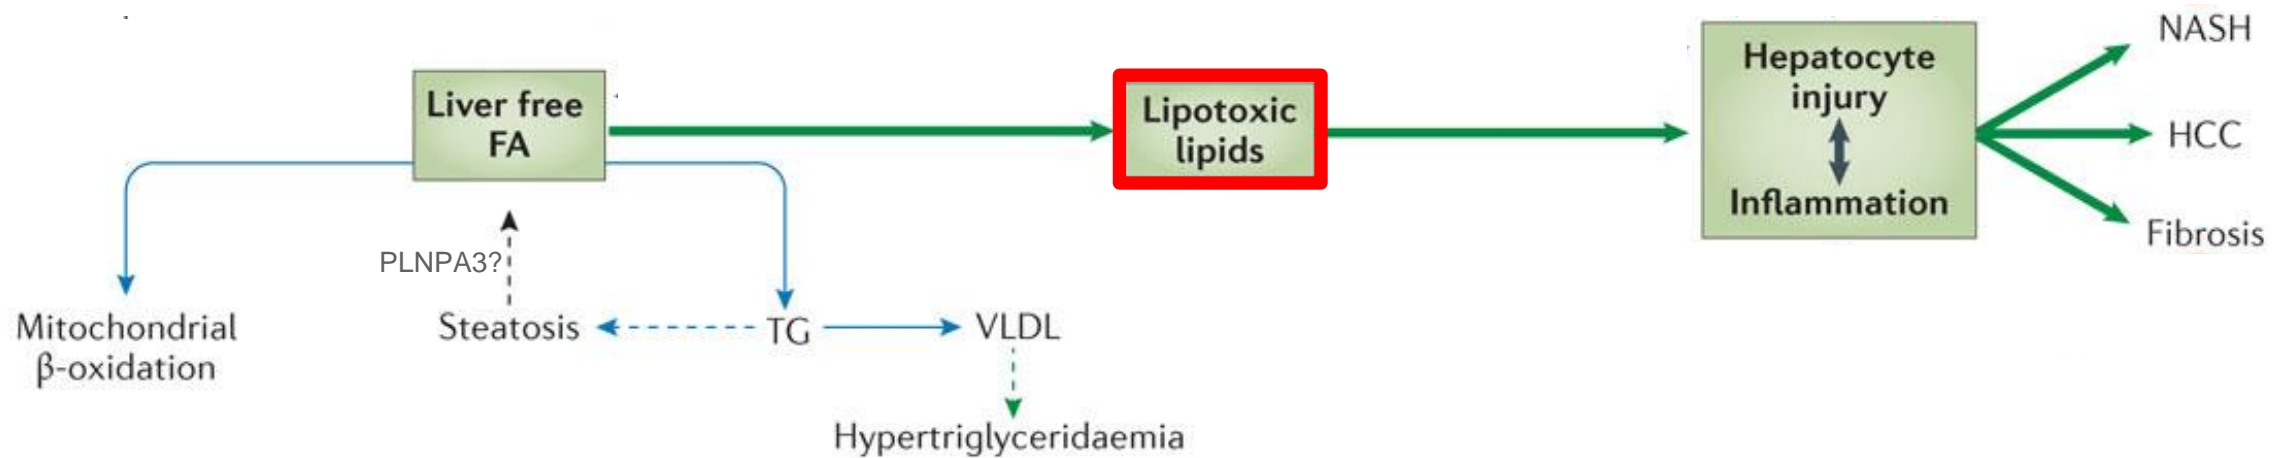 NASH
Hepatocyte
injury
Liver free
FA
Lipotoxic
lipids
HCC
Inflammation
Fibrosis
PLNPA3?
Mitochondrial
β-oxidation
Steatosis
TG
VLDL
Hypertriglyceridaemia